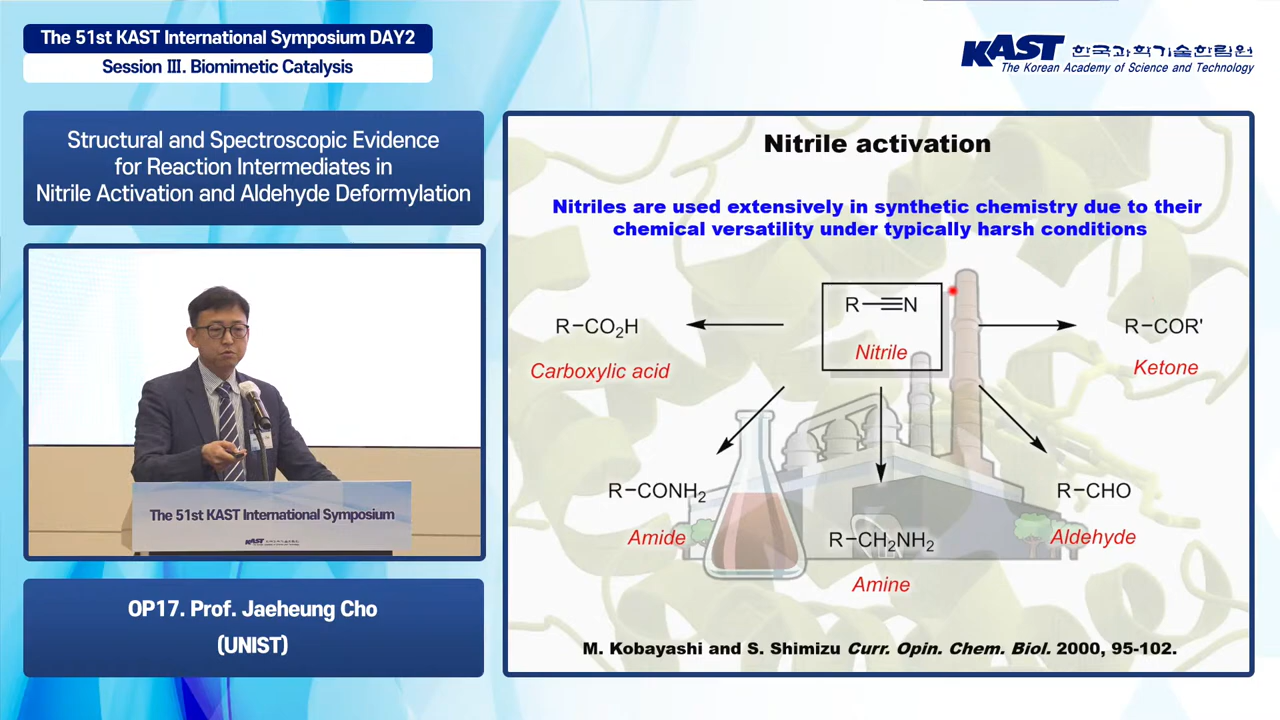 The 51st KAST International Symposium DAY2
Session Ⅲ. Biomimetic Catalysis
KAST 한국과학기술한림원
The Korean Academy of Science and Technology
Structural and Spectroscopic Evidence
for Reaction Intermediates in
Nitrile Activation and Aldehyde Deformylation
The 51st KAST International Symposium
KAST
OP17. Prof. Jaeheung Cho
(UNIST)
Nitrile activation
Nitriles are used extensively in synthetic chemistry due to their
chemical versatility under typically harsh conditions
R–≡N
Nitrile
R–CO₂H
Carboxylic acid
R–COR'
Ketone
R–CONH₂
Amide
R–CH₂NH₂
Amine
R–CHO
Aldehyde
M. Kobayashi and S. Shimizu Curr. Opin. Chem. Biol. 2000, 95-102.